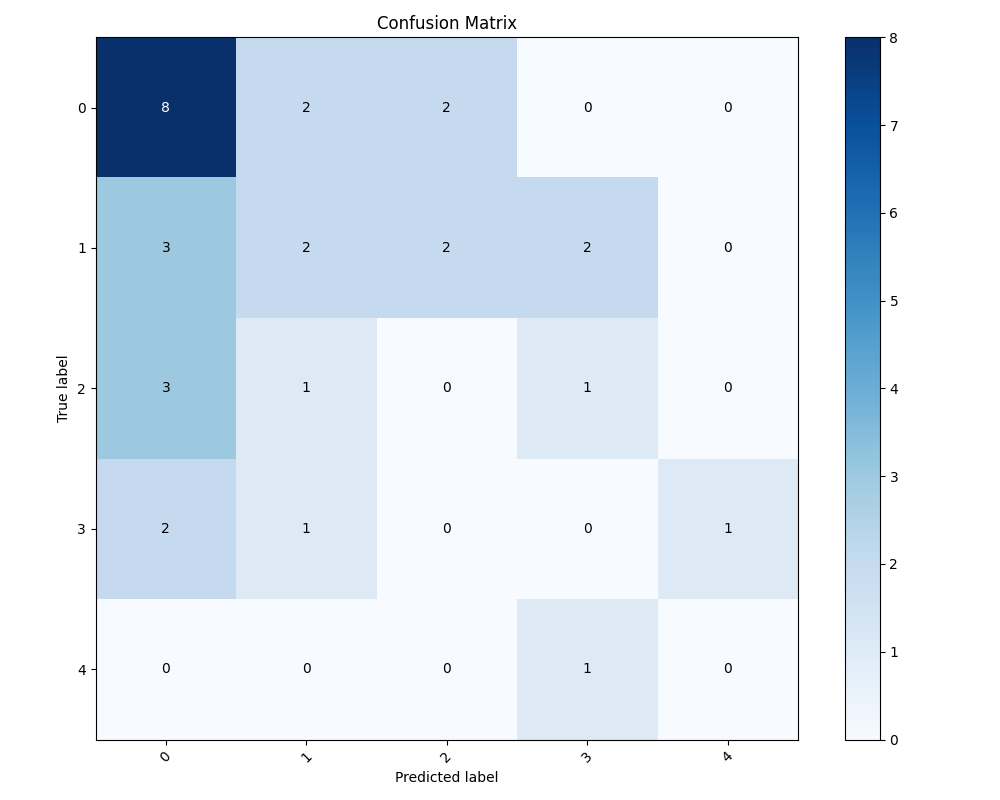 Confusion Matrix
8
0 8 2 2 0 0
7
6
1 3 2 2 2 0
5
True label
2 3 1 0 1 0
4
3
3 2 1 0 0 1
2
1
4 0 0 0 1 0
0
0 1 2 3 4
Predicted label